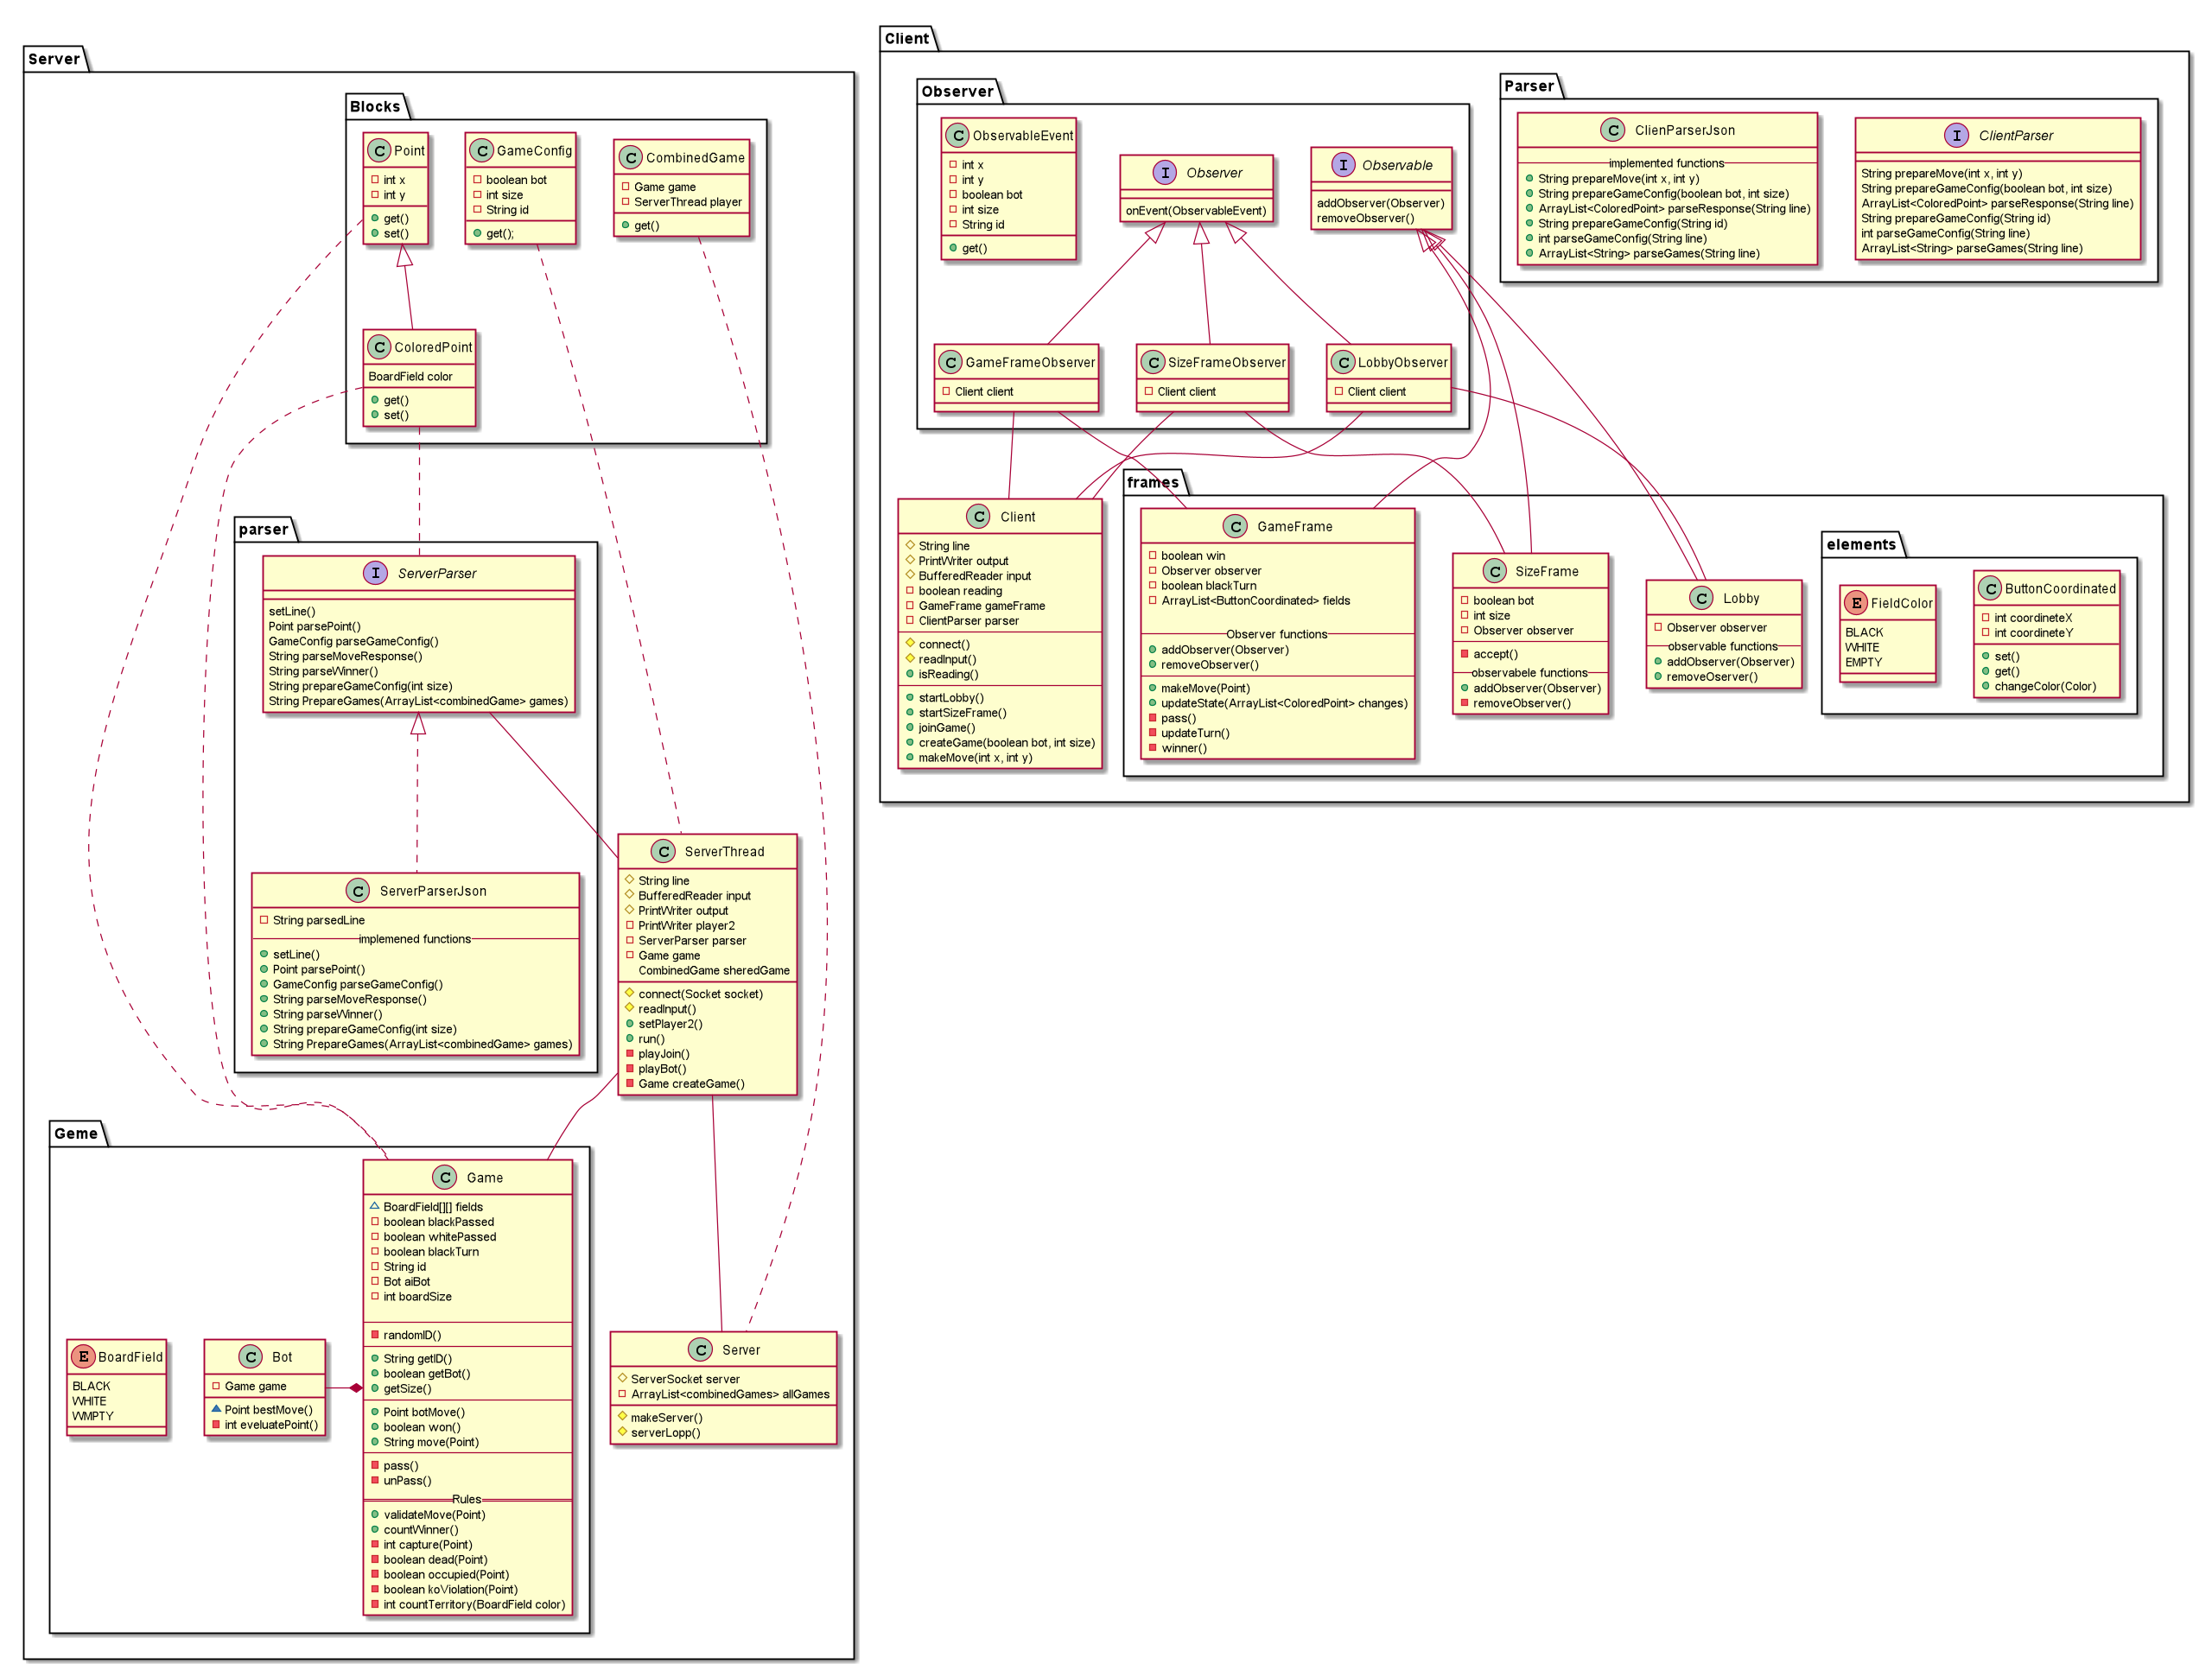 Server
Blocks
C Point
int x
int y
get()
set()
C GameConfig
boolean bot
int size
String id
get();
C CombinedGame
Game game
ServerThread player
get()
C ColoredPoint
BoardField color
get()
set()
parser
I ServerParser
setLine()
Point parsePoint()
GameConfig parseGameConfig()
String parseMoveResponse()
String parseWinner()
String prepareGameConfig(int size)
String PrepareGames(ArrayList<combinedGame> games)
C ServerParserJson
String parsedLine
implemened functions
setLine()
Point parsePoint()
GameConfig parseGameConfig()
String parseMoveResponse()
String parseWinner()
String prepareGameConfig(int size)
String PrepareGames(ArrayList<combinedGame> games)
C ServerThread
String line
BufferedReader input
PrintWriter output
PrintWriter player2
ServerParser parser
Game game
CombinedGame sheredGame
connect(Socket socket)
readInput()
setPlayer2()
run()
playJoin()
playBot()
Game createGame()
Geme
E BoardField
BLACK
WHITE
WMPTY
C Bot
Game game
Point bestMove()
int eveluatePoint()
C Game
BoardField[][] fields
boolean blackPassed
boolean whitePassed
boolean blackTurn
String id
Bot aiBot
int boardSize
randomID()
String getID()
boolean getBot()
getSize()
Point botMove()
boolean won()
String move(Point)
pass()
unPass()
Rules
validateMove(Point)
countWinner()
int capture(Point)
boolean dead(Point)
boolean occupied(Point)
boolean koViolation(Point)
int countTerritory(BoardField color)
C Server
ServerSocket server
ArrayList<combinedGames> allGames
makeServer()
serverLopp()
Client
Observer
C ObservableEvent
int x
int y
boolean bot
int size
String id
get()
I Observer
onEvent(ObservableEvent)
I Observable
addObserver(Observer)
removeObserver()
C GameFrameObserver
Client client
C SizeFrameObserver
Client client
C LobbyObserver
Client client
Parser
C ClienParserJson
implemented functions
String prepareMove(int x, int y)
String prepareGameConfig(boolean bot, int size)
ArrayList<ColoredPoint> parseResponse(String line)
String prepareGameConfig(String id)
int parseGameConfig(String line)
ArrayList<String> parseGames(String line)
I ClientParser
String prepareMove(int x, int y)
String prepareGameConfig(boolean bot, int size)
ArrayList<ColoredPoint> parseResponse(String line)
String prepareGameConfig(String id)
int parseGameConfig(String line)
ArrayList<String> parseGames(String line)
C Client
String line
PrintWriter output
BufferedReader input
boolean reading
GameFrame gameFrame
ClientParser parser
connect()
readInput()
isReading()
startLobby()
startSizeFrame()
joinGame()
createGame(boolean bot, int size)
makeMove(int x, int y)
frames
C GameFrame
boolean win
Observer observer
boolean blackTurn
ArrayList<ButtonCoordinated> fields
Observer functions
addObserver(Observer)
removeObserver()
makeMove(Point)
updateState(ArrayList<ColoredPoint> changes)
pass()
updateTurn()
winner()
C SizeFrame
boolean bot
int size
Observer observer
accept()
observabele functions
addObserver(Observer)
removeObserver()
C Lobby
Observer observer
observable functions
addObserver(Observer)
removeOserver()
elements
E FieldColor
BLACK
WHITE
EMPTY
C ButtonCoordinated
int coordineteX
int coordineteY
set()
get()
changeColor(Color)